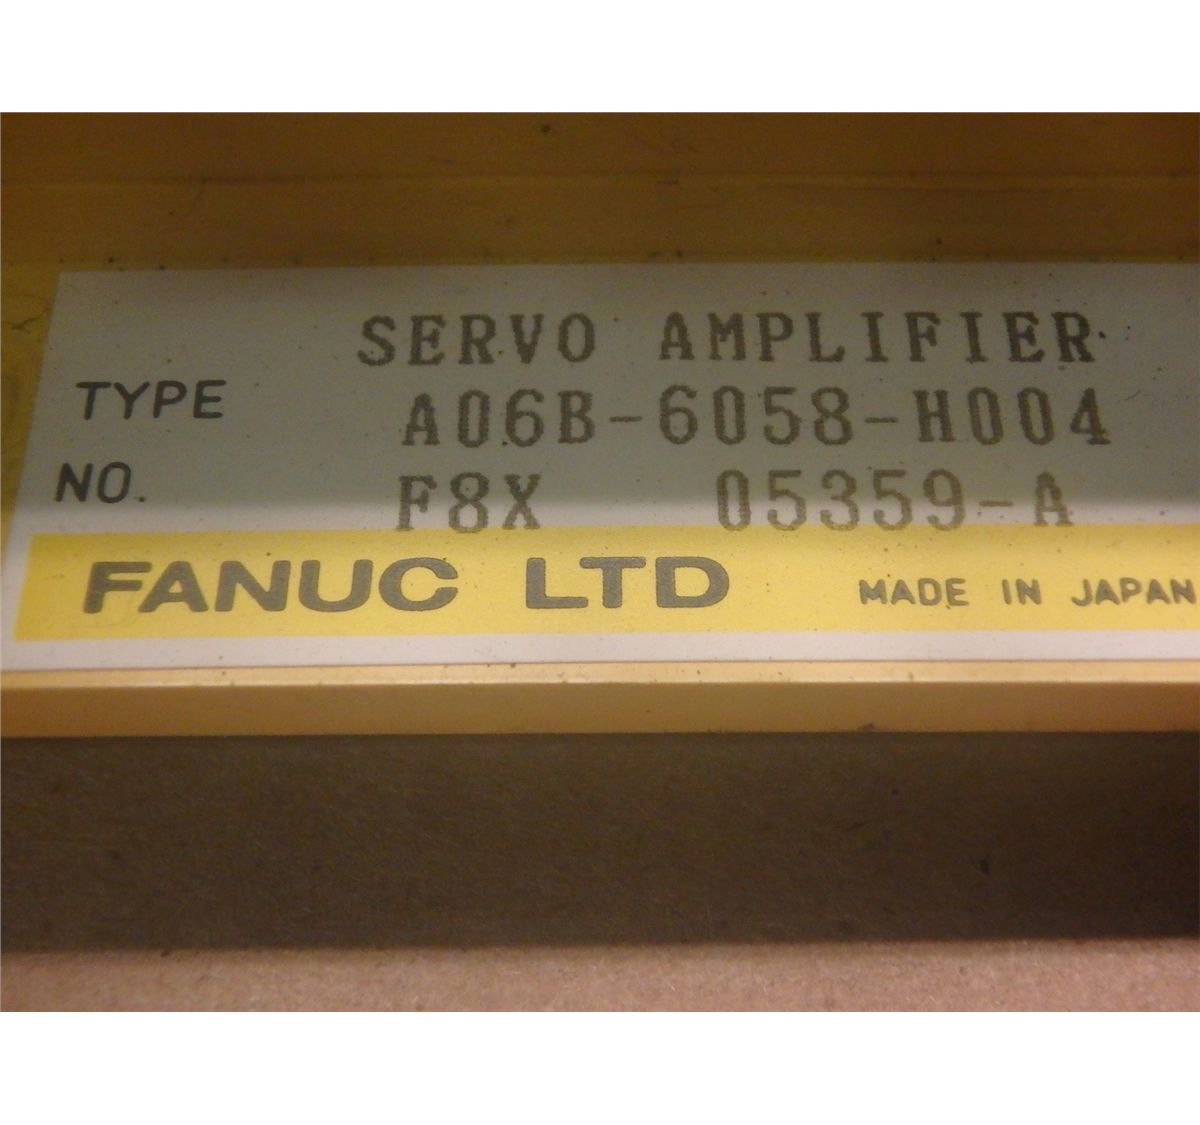 SERVO AMPLIFIER
TYPE A06B-6058-H004
NO. F8X 05359-A
FANUC LTD MADE IN JAPAN